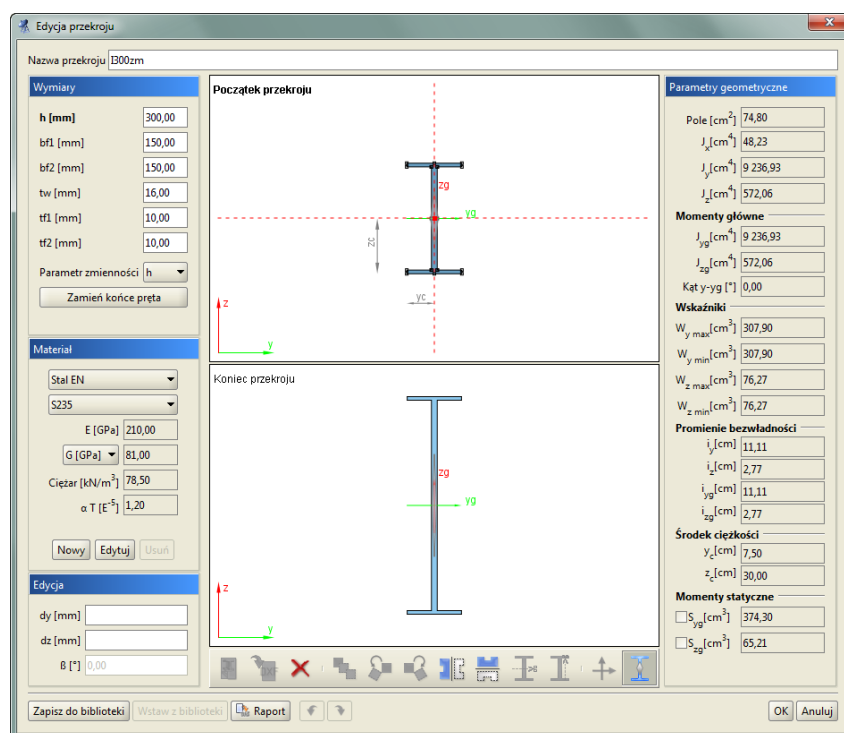 Edycja przekroju
Nazwa przekroju I300zm
Wymiary
h [mm] 300,00
bf1 [mm] 150,00
bf2 [mm] 150,00
tw [mm] 16,00
tf1 [mm] 10,00
tf2 [mm] 10,00
Parametr zmienności h
Zamień końce pręta
Materiał
Stal EN
S235
E [GPa] 210,00
G [GPa] 81,00
Ciężar [kN/m³] 78,50
α T [E⁻⁵] 1,20
Nowy Edytuj Usuń
Edycja
dy [mm]
dz [mm]
ß [°] 0,00
Początek przekroju
zg
yg
zc
yc
z
y
Koniec przekroju
zg
yg
z
y
DXF
Parametry geometryczne
Pole [cm²] 74,80
Jx[cm⁴] 48,23
Jy[cm⁴] 9 236,93
Jz[cm⁴] 572,06
Momenty główne
Jyg[cm⁴] 9 236,93
Jzg[cm⁴] 572,06
Kąt y-yg [°] 0,00
Wskaźniki
Wy max[cm³] 307,90
Wy min[cm³] 307,90
Wz max[cm³] 76,27
Wz min[cm³] 76,27
Promienie bezwładności
iy[cm] 11,11
iz[cm] 2,77
iyg[cm] 11,11
izg[cm] 2,77
Środek ciężkości
yc[cm] 7,50
zc[cm] 30,00
Momenty statyczne
Syg[cm³] 374,30
Szg[cm³] 65,21
Zapisz do biblioteki Wstaw z biblioteki Raport OK Anuluj